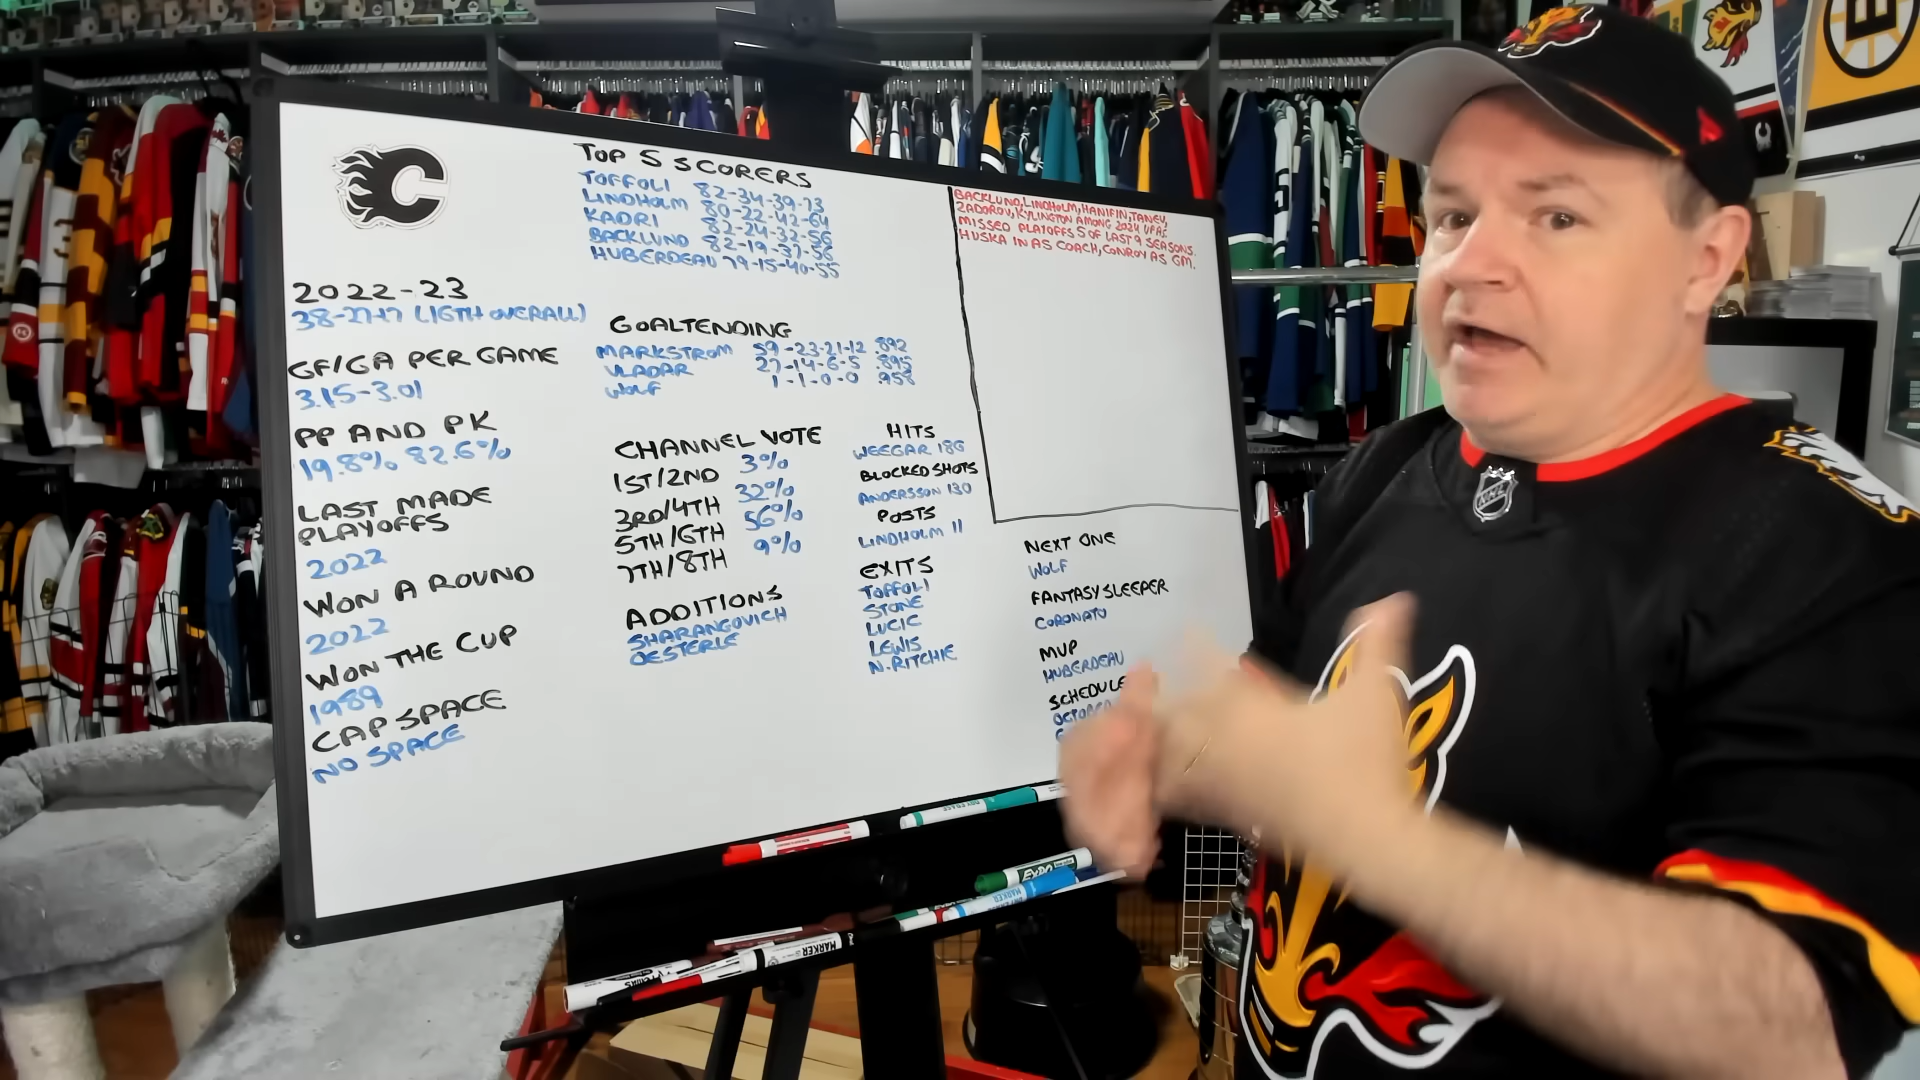 TOP 5 SCORERS
TOFFOLI 82-34-39-73
LINDHOLM 80-22-42-64
KADRI 82-24-32-56
BACKLUND 82-19-37-56
HUBERDEAU 79-15-40-55
BACKLUND, LINDHOLM, HANIFIN, TANEV,
ZADOROV, KYLINGTON AMONG 2024 UFAS
MISSED PLAYOFFS 5 OF LAST 9 SEASONS.
HUSKA IN AS COACH, CONROY AS GM.
2022-23
38-27-17 (16TH OVERALL)
GF/GA PER GAME
3.15-3.01
PP AND PK
19.8% 82.6%
LAST MADE
PLAYOFFS
2022
WON A ROUND
2022
WON THE CUP
1989
CAP SPACE
NO SPACE
GOALTENDING
MARKSTROM 59-23-21-12 .892
VLADAR 27-14-6-5 .895
WOLF 1-1-0-0 .958
CHANNEL VOTE
1ST/2ND 3%
3RD/4TH 32%
5TH/6TH 56%
7TH/8TH 9%
ADDITIONS
SHARANGOVICH
OESTERLE
HITS
WEEGAR 186
BLOCKED SHOTS
ANDERSSON 130
POSTS
LINDHOLM 11
EXITS
TOFFOLI
STONE
LUCIC
LEWIS
N.RITCHIE
NEXT ONE
WOLF
FANTASY SLEEPER
CORONATO
MVP
HUBERDEAU
SCHEDULE
NHL
EXPO
MARKER
MARKER